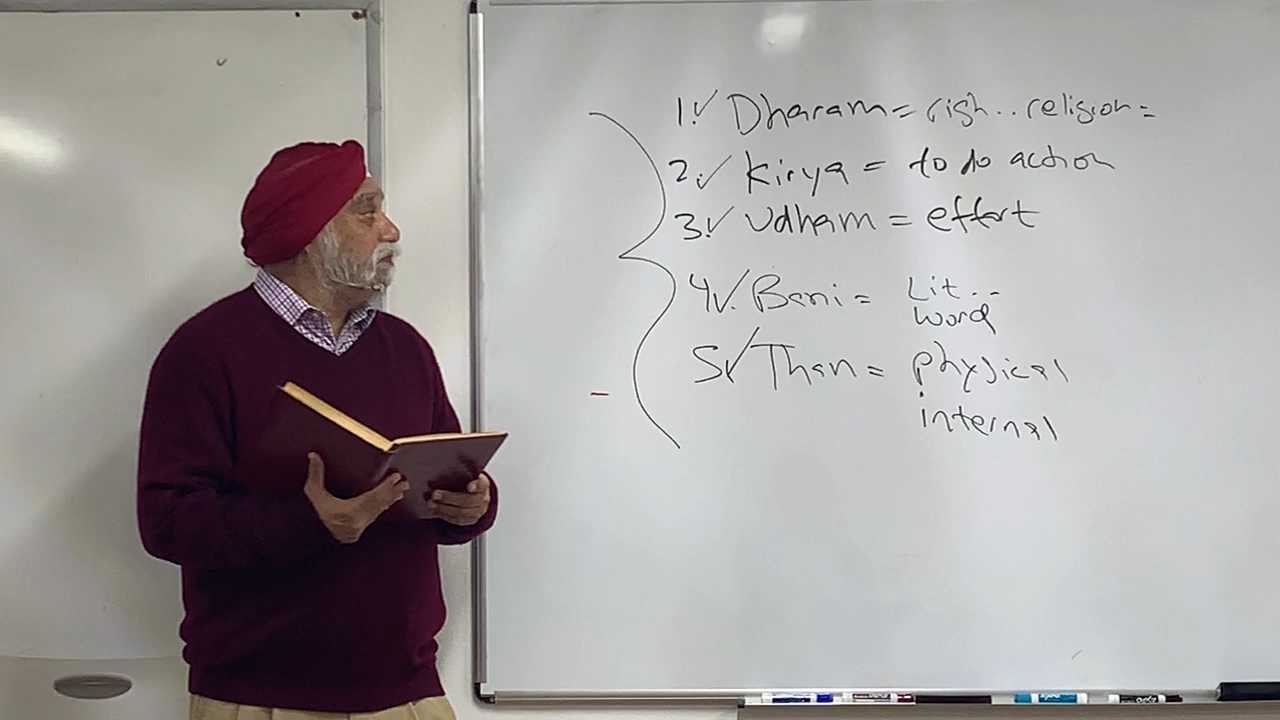 1.✓ Dharam = righ.. religion =
2.✓ Kirya = to do action
3.✓ Udham = effort
4✓. Bani = Lit..
word
5✓ Than = physical
internal